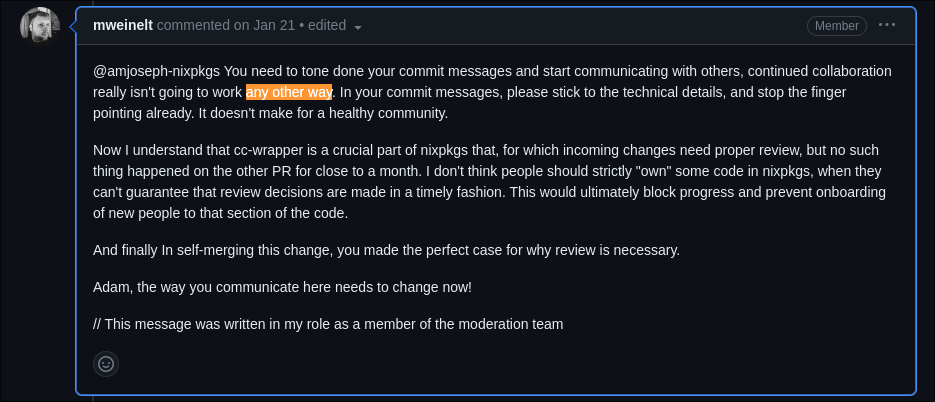 mweinelt commented on Jan 21 • edited
Member
@amjoseph-nixpkgs You need to tone done your commit messages and start communicating with others, continued collaboration
really isn't going to work any other way. In your commit messages, please stick to the technical details, and stop the finger
pointing already. It doesn't make for a healthy community.
Now I understand that cc-wrapper is a crucial part of nixpkgs that, for which incoming changes need proper review, but no such
thing happened on the other PR for close to a month. I don't think people should strictly "own" some code in nixpkgs, when they
can't guarantee that review decisions are made in a timely fashion. This would ultimately block progress and prevent onboarding
of new people to that section of the code.
And finally In self-merging this change, you made the perfect case for why review is necessary.
Adam, the way you communicate here needs to change now!
// This message was written in my role as a member of the moderation team